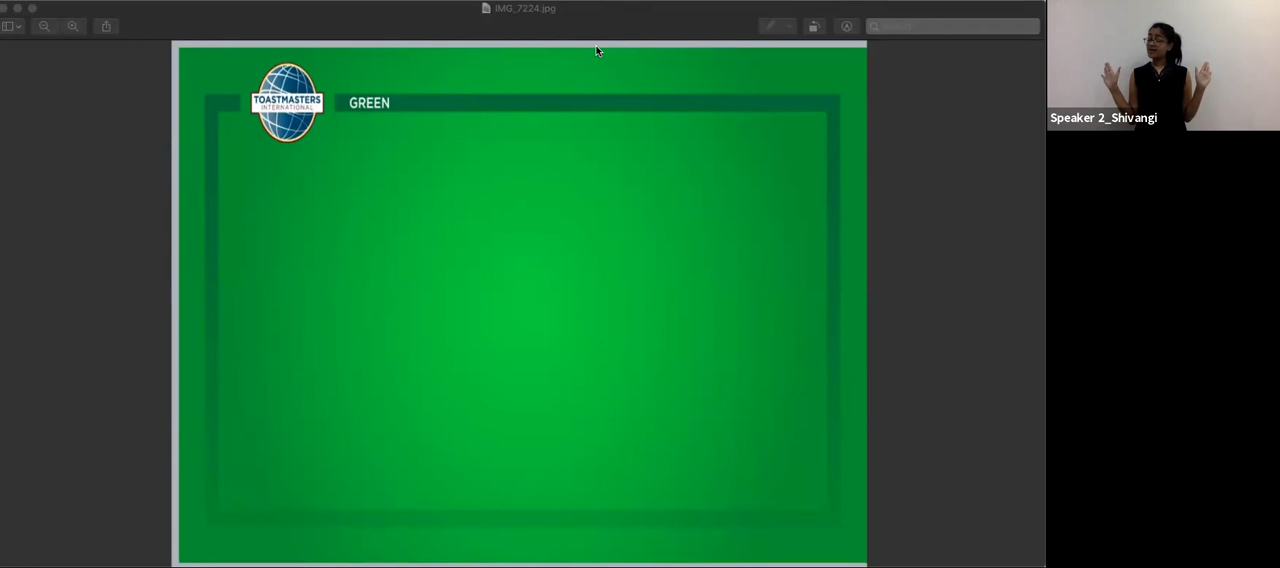 IMG_7224.jpg
TOASTMASTERS
INTERNATIONAL
GREEN
Speaker 2_Shivangi